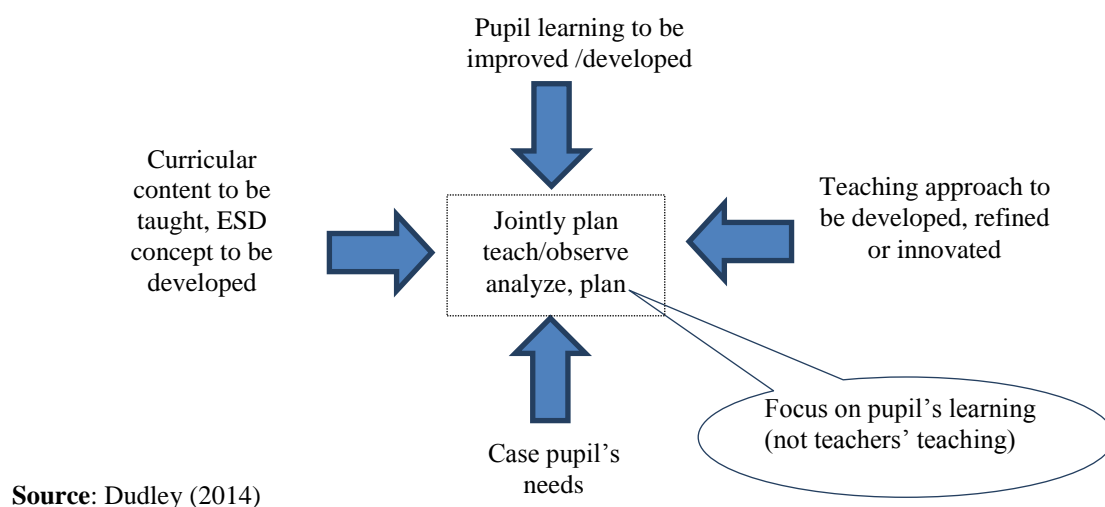 Pupil learning to be
improved /developed
Curricular
content to be
taught, ESD
concept to be
developed
Jointly plan
teach/observe
analyze, plan
Teaching approach to
be developed, refined
or innovated
Focus on pupil’s learning
(not teachers’ teaching)
Case pupil’s
needs
Source: Dudley (2014)